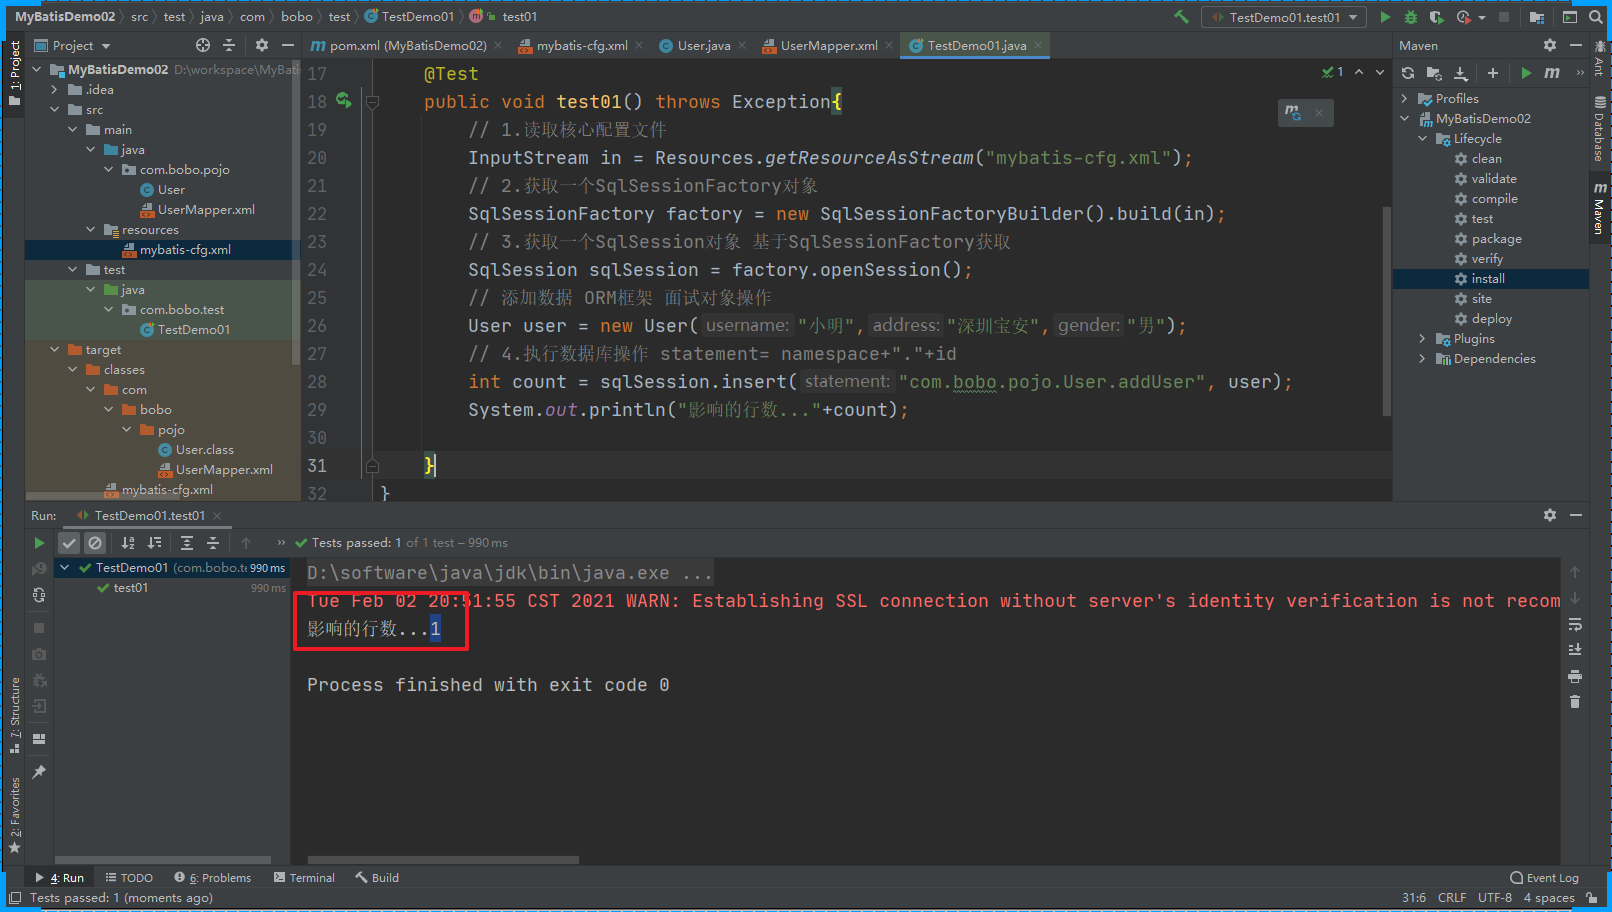 MyBatisDemo02 src test java com bobo test TestDemo01 test01 TestDemo01.test01
1: Project
Project
MyBatisDemo02 D:\workspace\MyBatis
.idea
src
main
java
com.bobo.pojo
User
UserMapper.xml
resources
mybatis-cfg.xml
test
java
com.bobo.test
TestDemo01
target
classes
com
bobo
pojo
User.class
UserMapper.xml
mybatis-cfg.xml
pom.xml (MyBatisDemo02) mybatis-cfg.xml User.java UserMapper.xml TestDemo01.java
1
17 @Test
18 public void test01() throws Exception{
19 // 1.读取核心配置文件
20 InputStream in = Resources.getResourceAsStream("mybatis-cfg.xml");
21 // 2.获取一个SqlSessionFactory对象
22 SqlSessionFactory factory = new SqlSessionFactoryBuilder().build(in);
23 // 3.获取一个SqlSession对象 基于SqlSessionFactory获取
24 SqlSession sqlSession = factory.openSession();
25 // 添加数据 ORM框架 面试对象操作
26 User user = new User( username: "小明", address: "深圳宝安", gender: "男");
27 // 4.执行数据库操作 statement= namespace+"."+id
28 int count = sqlSession.insert( statement: "com.bobo.pojo.User.addUser", user);
29 System.out.println("影响的行数..."+count);
30
31 }
32 }
Maven
Profiles
MyBatisDemo02
Lifecycle
clean
validate
compile
test
package
verify
install
site
deploy
Plugins
Dependencies
Ant
Database
Maven
Run: TestDemo01.test01
Tests passed: 1 of 1 test – 990 ms
TestDemo01 (com.bobo.te 990 ms
test01 990 ms
D:\software\java\jdk\bin\java.exe ...
Tue Feb 02 20:51:55 CST 2021 WARN: Establishing SSL connection without server's identity verification is not recom
影响的行数...1
Process finished with exit code 0
7: Structure
2: Favorites
4: Run TODO 6: Problems Terminal Build Event Log
Tests passed: 1 (moments ago) 31:6 CRLF UTF-8 4 spaces